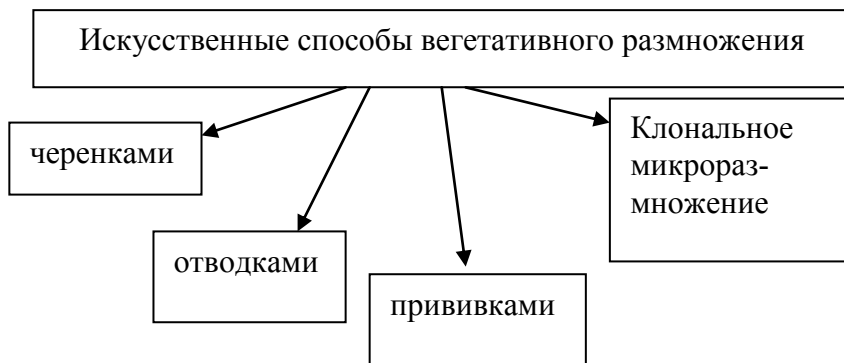 Искусственные способы вегетативного размножения
черенками
отводками
прививками
Клональное
микрораз-
множение